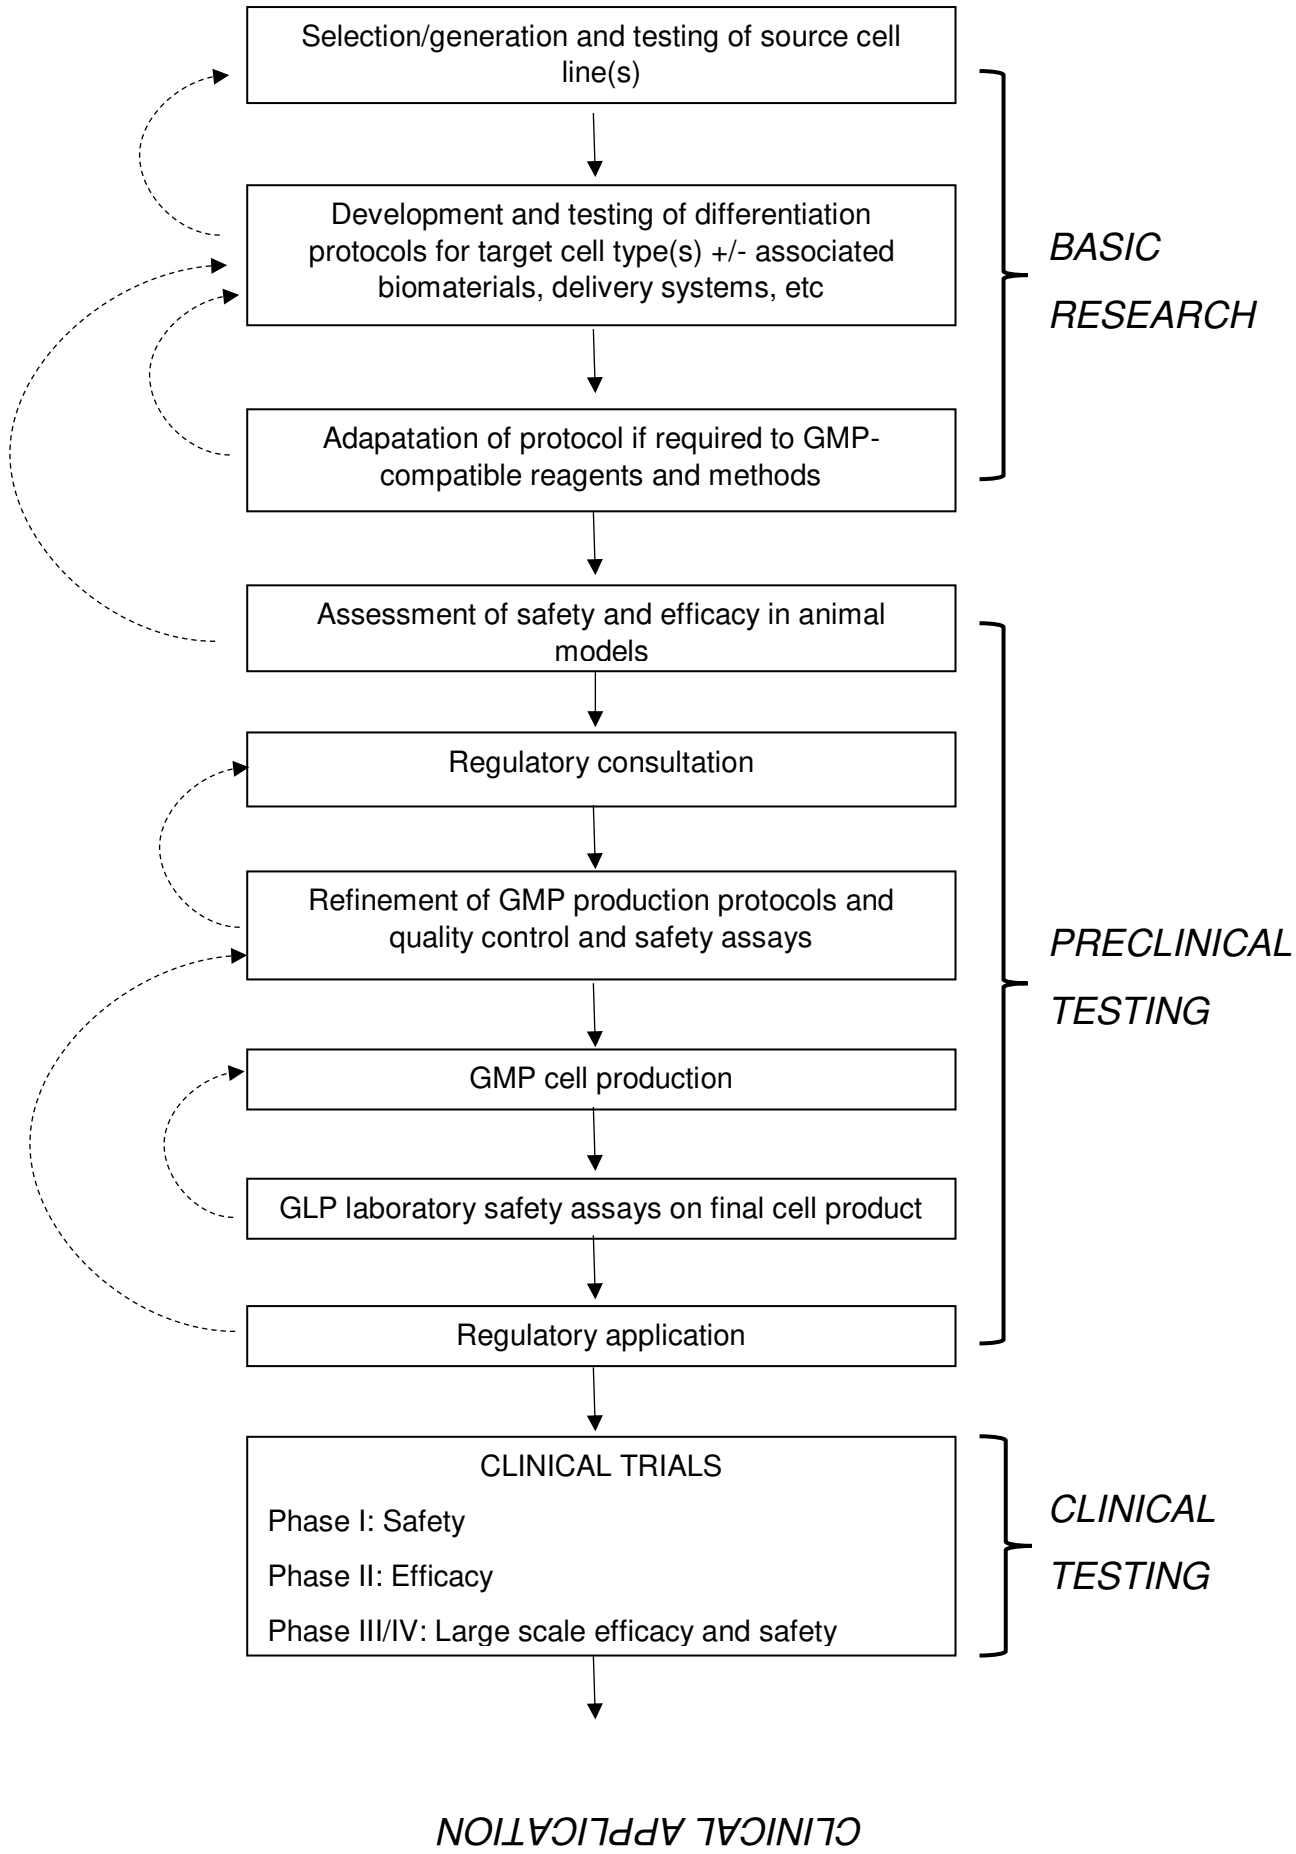 Selection/generation and testing of source cell
line(s)
Development and testing of differentiation
protocols for target cell type(s) +/- associated
biomaterials, delivery systems, etc
BASIC
RESEARCH
Adapatation of protocol if required to GMP-
compatible reagents and methods
Assessment of safety and efficacy in animal
models
Regulatory consultation
Refinement of GMP production protocols and
quality control and safety assays
PRECLINICAL
TESTING
GMP cell production
GLP laboratory safety assays on final cell product
Regulatory application
CLINICAL TRIALS
Phase I: Safety
Phase II: Efficacy
Phase III/IV: Large scale efficacy and safety
CLINICAL
TESTING
CLINICAL APPLICATION